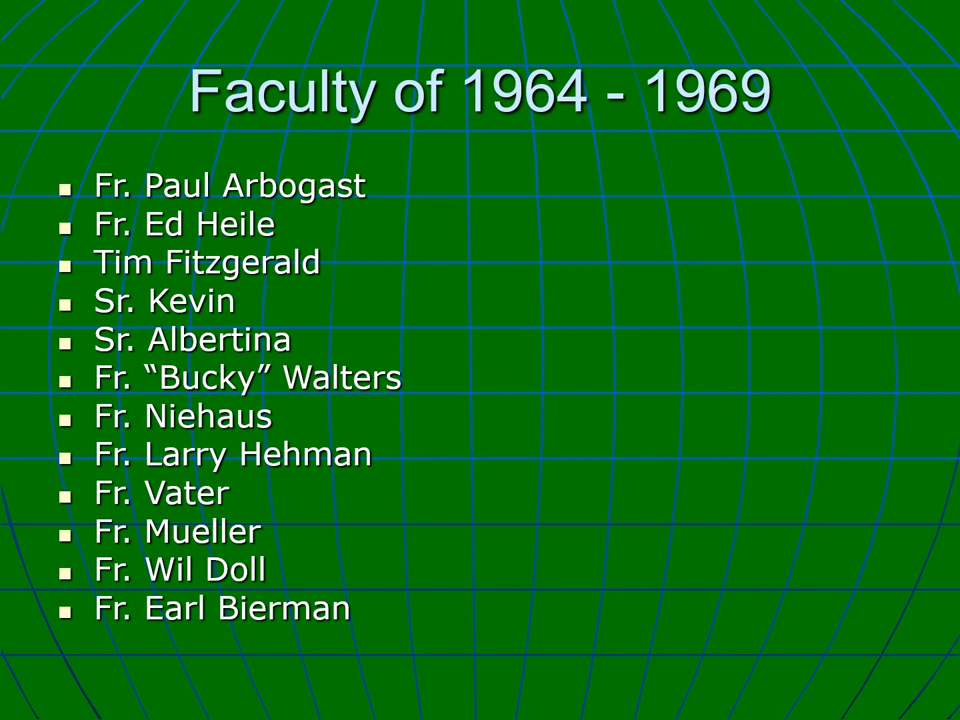 Faculty of 1964 - 1969
Fr. Paul Arbogast
Fr. Ed Heile
Tim Fitzgerald
Sr. Kevin
Sr. Albertina
Fr. “Bucky” Walters
Fr. Niehaus
Fr. Larry Hehman
Fr. Vater
Fr. Mueller
Fr. Wil Doll
Fr. Earl Bierman